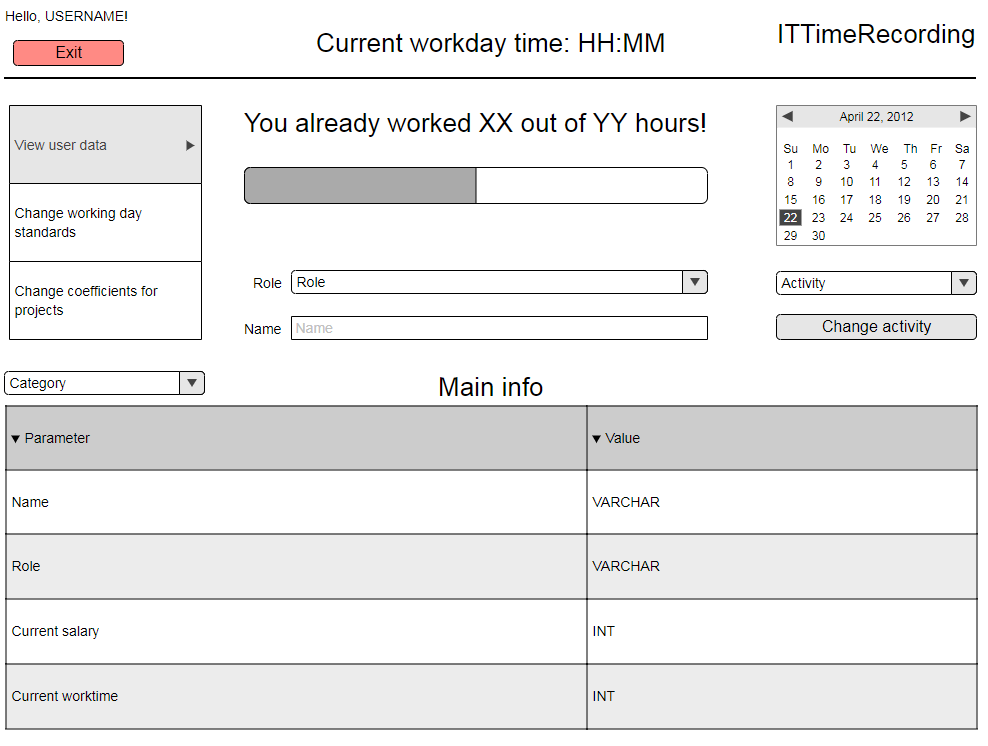 Hello, USERNAME!
Exit
Current workday time: HH:MM
ITTimeRecording
View user data
Change working day
standards
Change coefficients for
projects
You already worked XX out of YY hours!
Role
Role
Name
Name
April 22, 2012
Su Mo Tu We Th Fr Sa
1 2 3 4 5 6 7
8 9 10 11 12 13 14
15 16 17 18 19 20 21
22 23 24 25 26 27 28
29 30
Activity
Change activity
Category
Main info
Parameter Value
Name VARCHAR
Role VARCHAR
Current salary INT
Current worktime INT